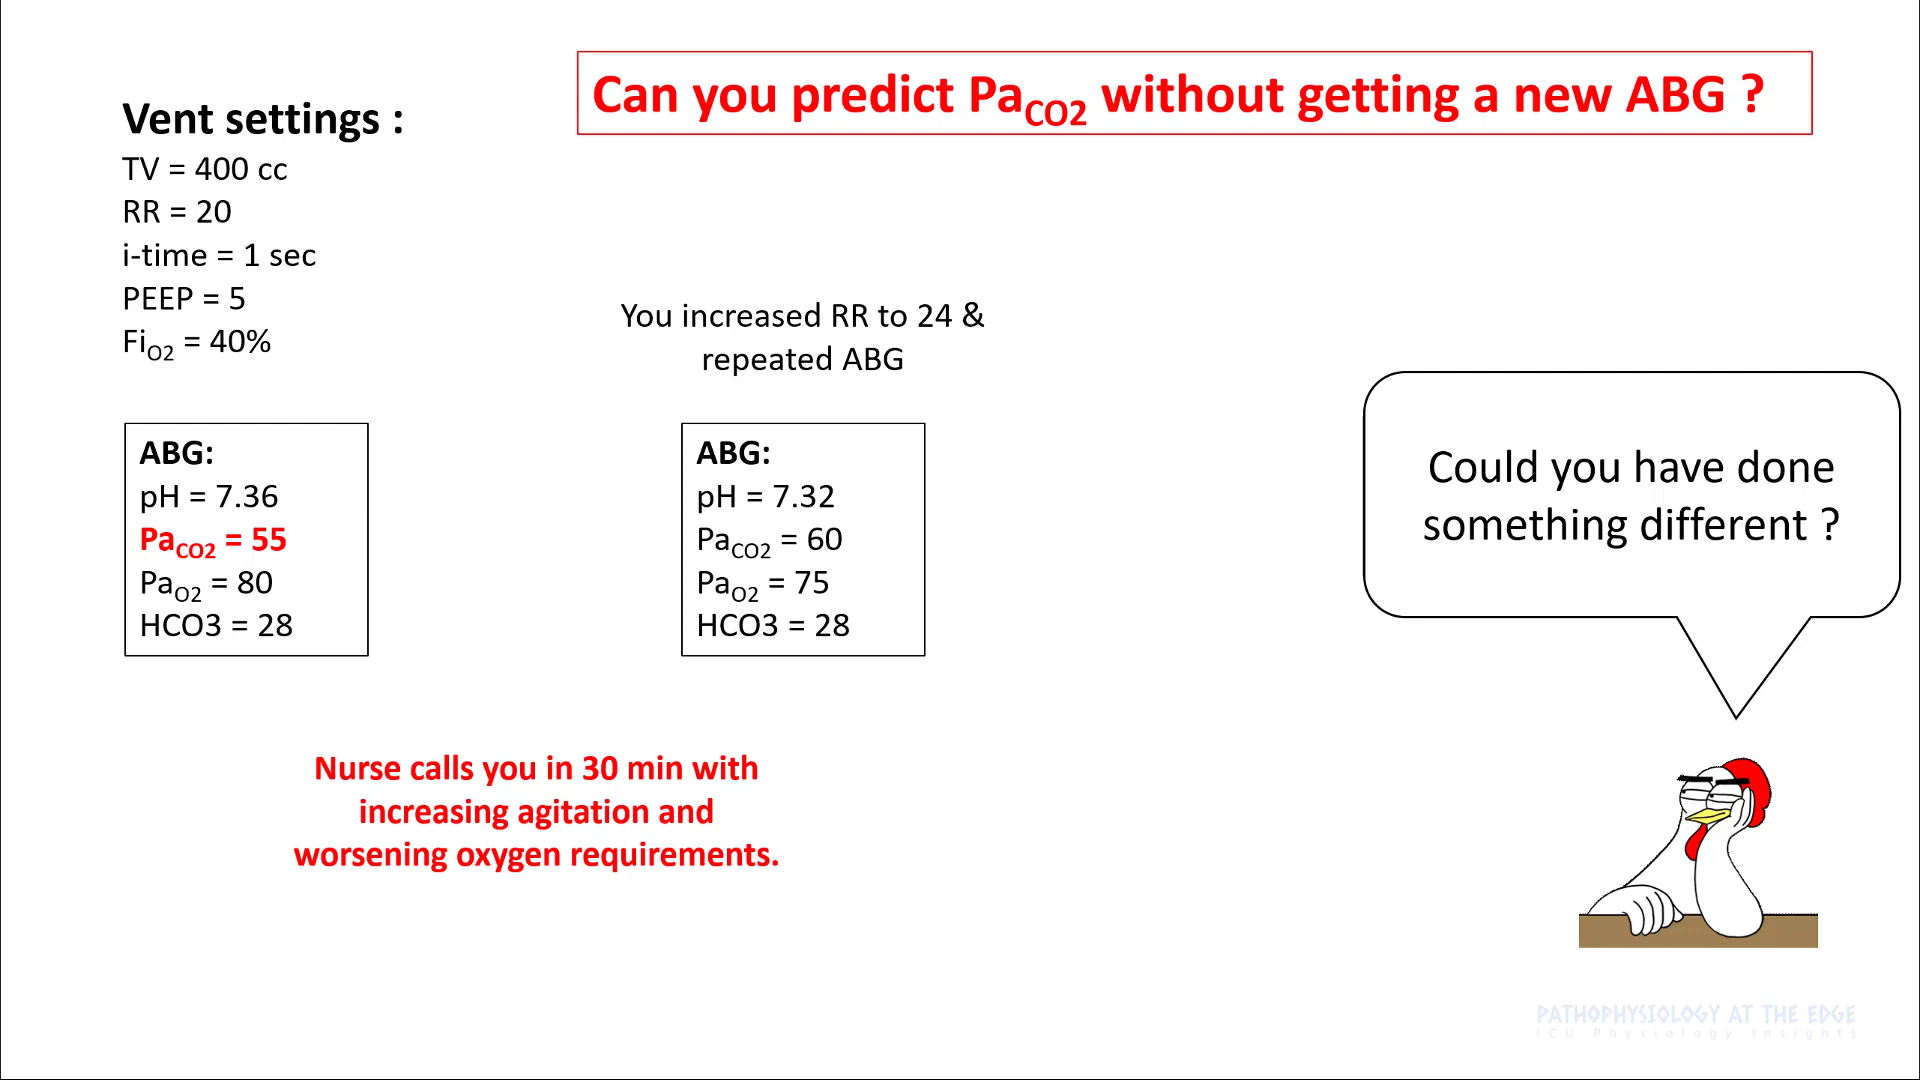 Can you predict PaCO2 without getting a new ABG ?
Vent settings :
TV = 400 cc
RR = 20
i-time = 1 sec
PEEP = 5
FiO2 = 40%
You increased RR to 24 &
repeated ABG
ABG:
pH = 7.36
PaCO2 = 55
PaO2 = 80
HCO3 = 28
ABG:
pH = 7.32
PaCO2 = 60
PaO2 = 75
HCO3 = 28
Could you have done
something different ?
Nurse calls you in 30 min with
increasing agitation and
worsening oxygen requirements.
PATHOPHYSIOLOGY AT THE EDGE
ICU Physiology Insights